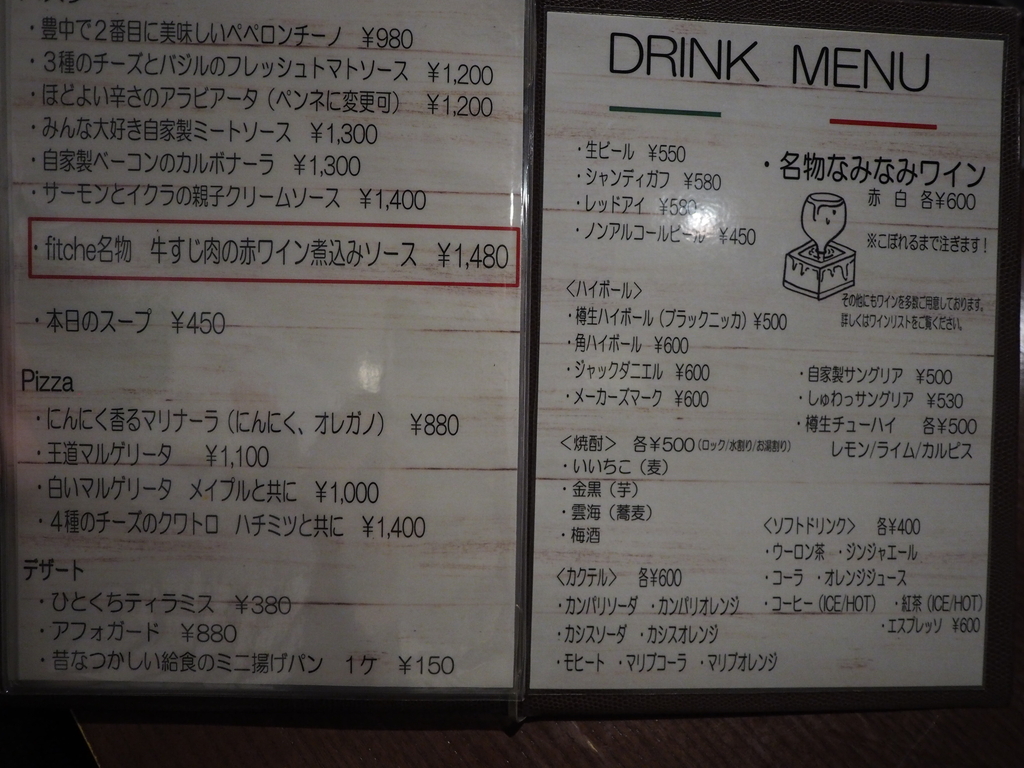 ・豊中で２番目に美味しいペペロンチーノ ¥980
・３種のチーズとバジルのフレッシュトマトソース ¥1,200
・ほどよい辛さのアラビアータ（ペンネに変更可） ¥1,200
・みんな大好き自家製ミートソース ¥1,300
・自家製ベーコンのカルボナーラ ¥1,300
・サーモンとイクラの親子クリームソース ¥1,400
・fitche名物 牛すじ肉の赤ワイン煮込みソース ¥1,480
・本日のスープ ¥450
Pizza
・にんにく香るマリナーラ（にんにく、オレガノ） ¥880
・王道マルゲリータ ¥1,100
・白いマルゲリータ メイプルと共に ¥1,000
・４種のチーズのクワトロ ハチミツと共に ¥1,400
デザート
・ひとくちティラミス ¥380
・アフォガード ¥880
・昔なつかしい給食のミニ揚げパン 1ケ ¥150
DRINK MENU
・生ビール ¥550
・シャンディガフ ¥580
・レッドアイ ¥580
・ノンアルコールビール ¥450
・名物なみなみワイン
赤 白 各¥600
※こぼれるまで注ぎます！
その他にもワインを多数ご用意しております。
詳しくはワインリストをご覧ください。
〈ハイボール〉
・樽生ハイボール（ブラックニッカ）¥500
・角ハイボール ¥600
・ジャックダニエル ¥600
・メーカーズマーク ¥600
・自家製サングリア ¥500
・しゅわっサングリア ¥530
・樽生チューハイ 各¥500
レモン/ライム/カルピス
〈焼酎〉 各¥500（ロック/水割り/お湯割り）
・いいちこ（麦）
・金黒（芋）
・雲海（蕎麦）
・梅酒
〈カクテル〉 各¥600
・カンパリソーダ ・カンパリオレンジ
・カシスソーダ ・カシスオレンジ
・モヒート ・マリブコーラ ・マリブオレンジ
〈ソフトドリンク〉 各¥400
・ウーロン茶 ・ジンジャエール
・コーラ ・オレンジジュース
・コーヒー（ICE/HOT） ・紅茶（ICE/HOT）
・エスプレッソ ¥600